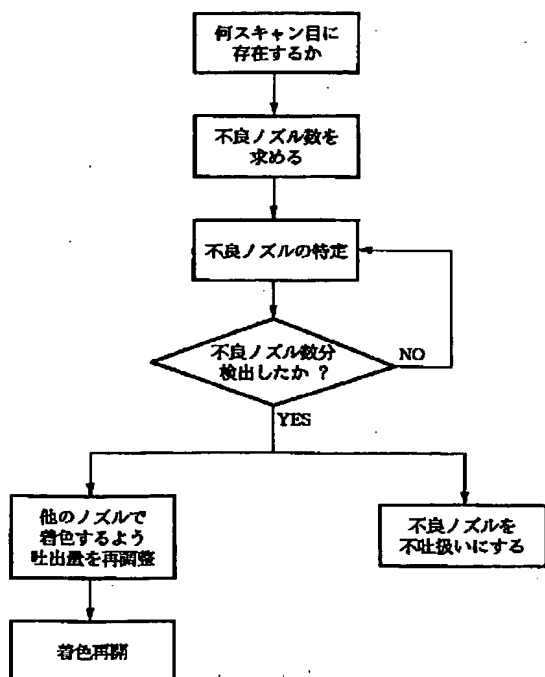 何スキャン目に
存在するか
不良ノズル数を
求める
不良ノズルの特定
不良ノズル数分
検出したか ?
NO
YES
他のノズルで
着色するよう
吐出量を再調整
不良ノズルを
不吐扱いにする
着色再開